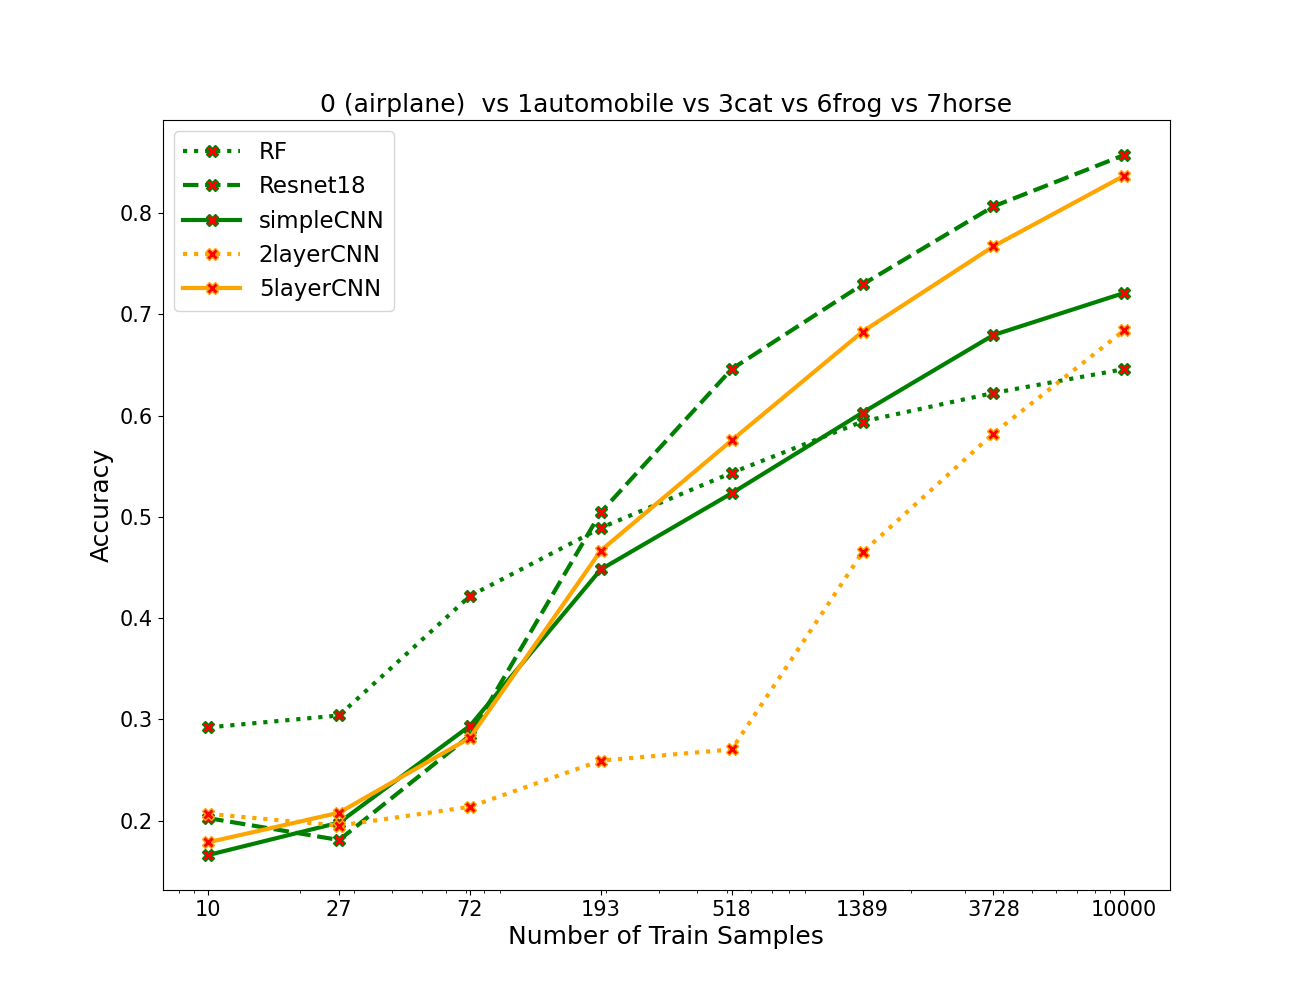 0 (airplane)  vs 1automobile vs 3cat vs 6frog vs 7horse
RF
Resnet18
simpleCNN
2layerCNN
5layerCNN
Accuracy
0.8
0.7
0.6
0.5
0.4
0.3
0.2
10 27 72 193 518 1389 3728 10000
Number of Train Samples